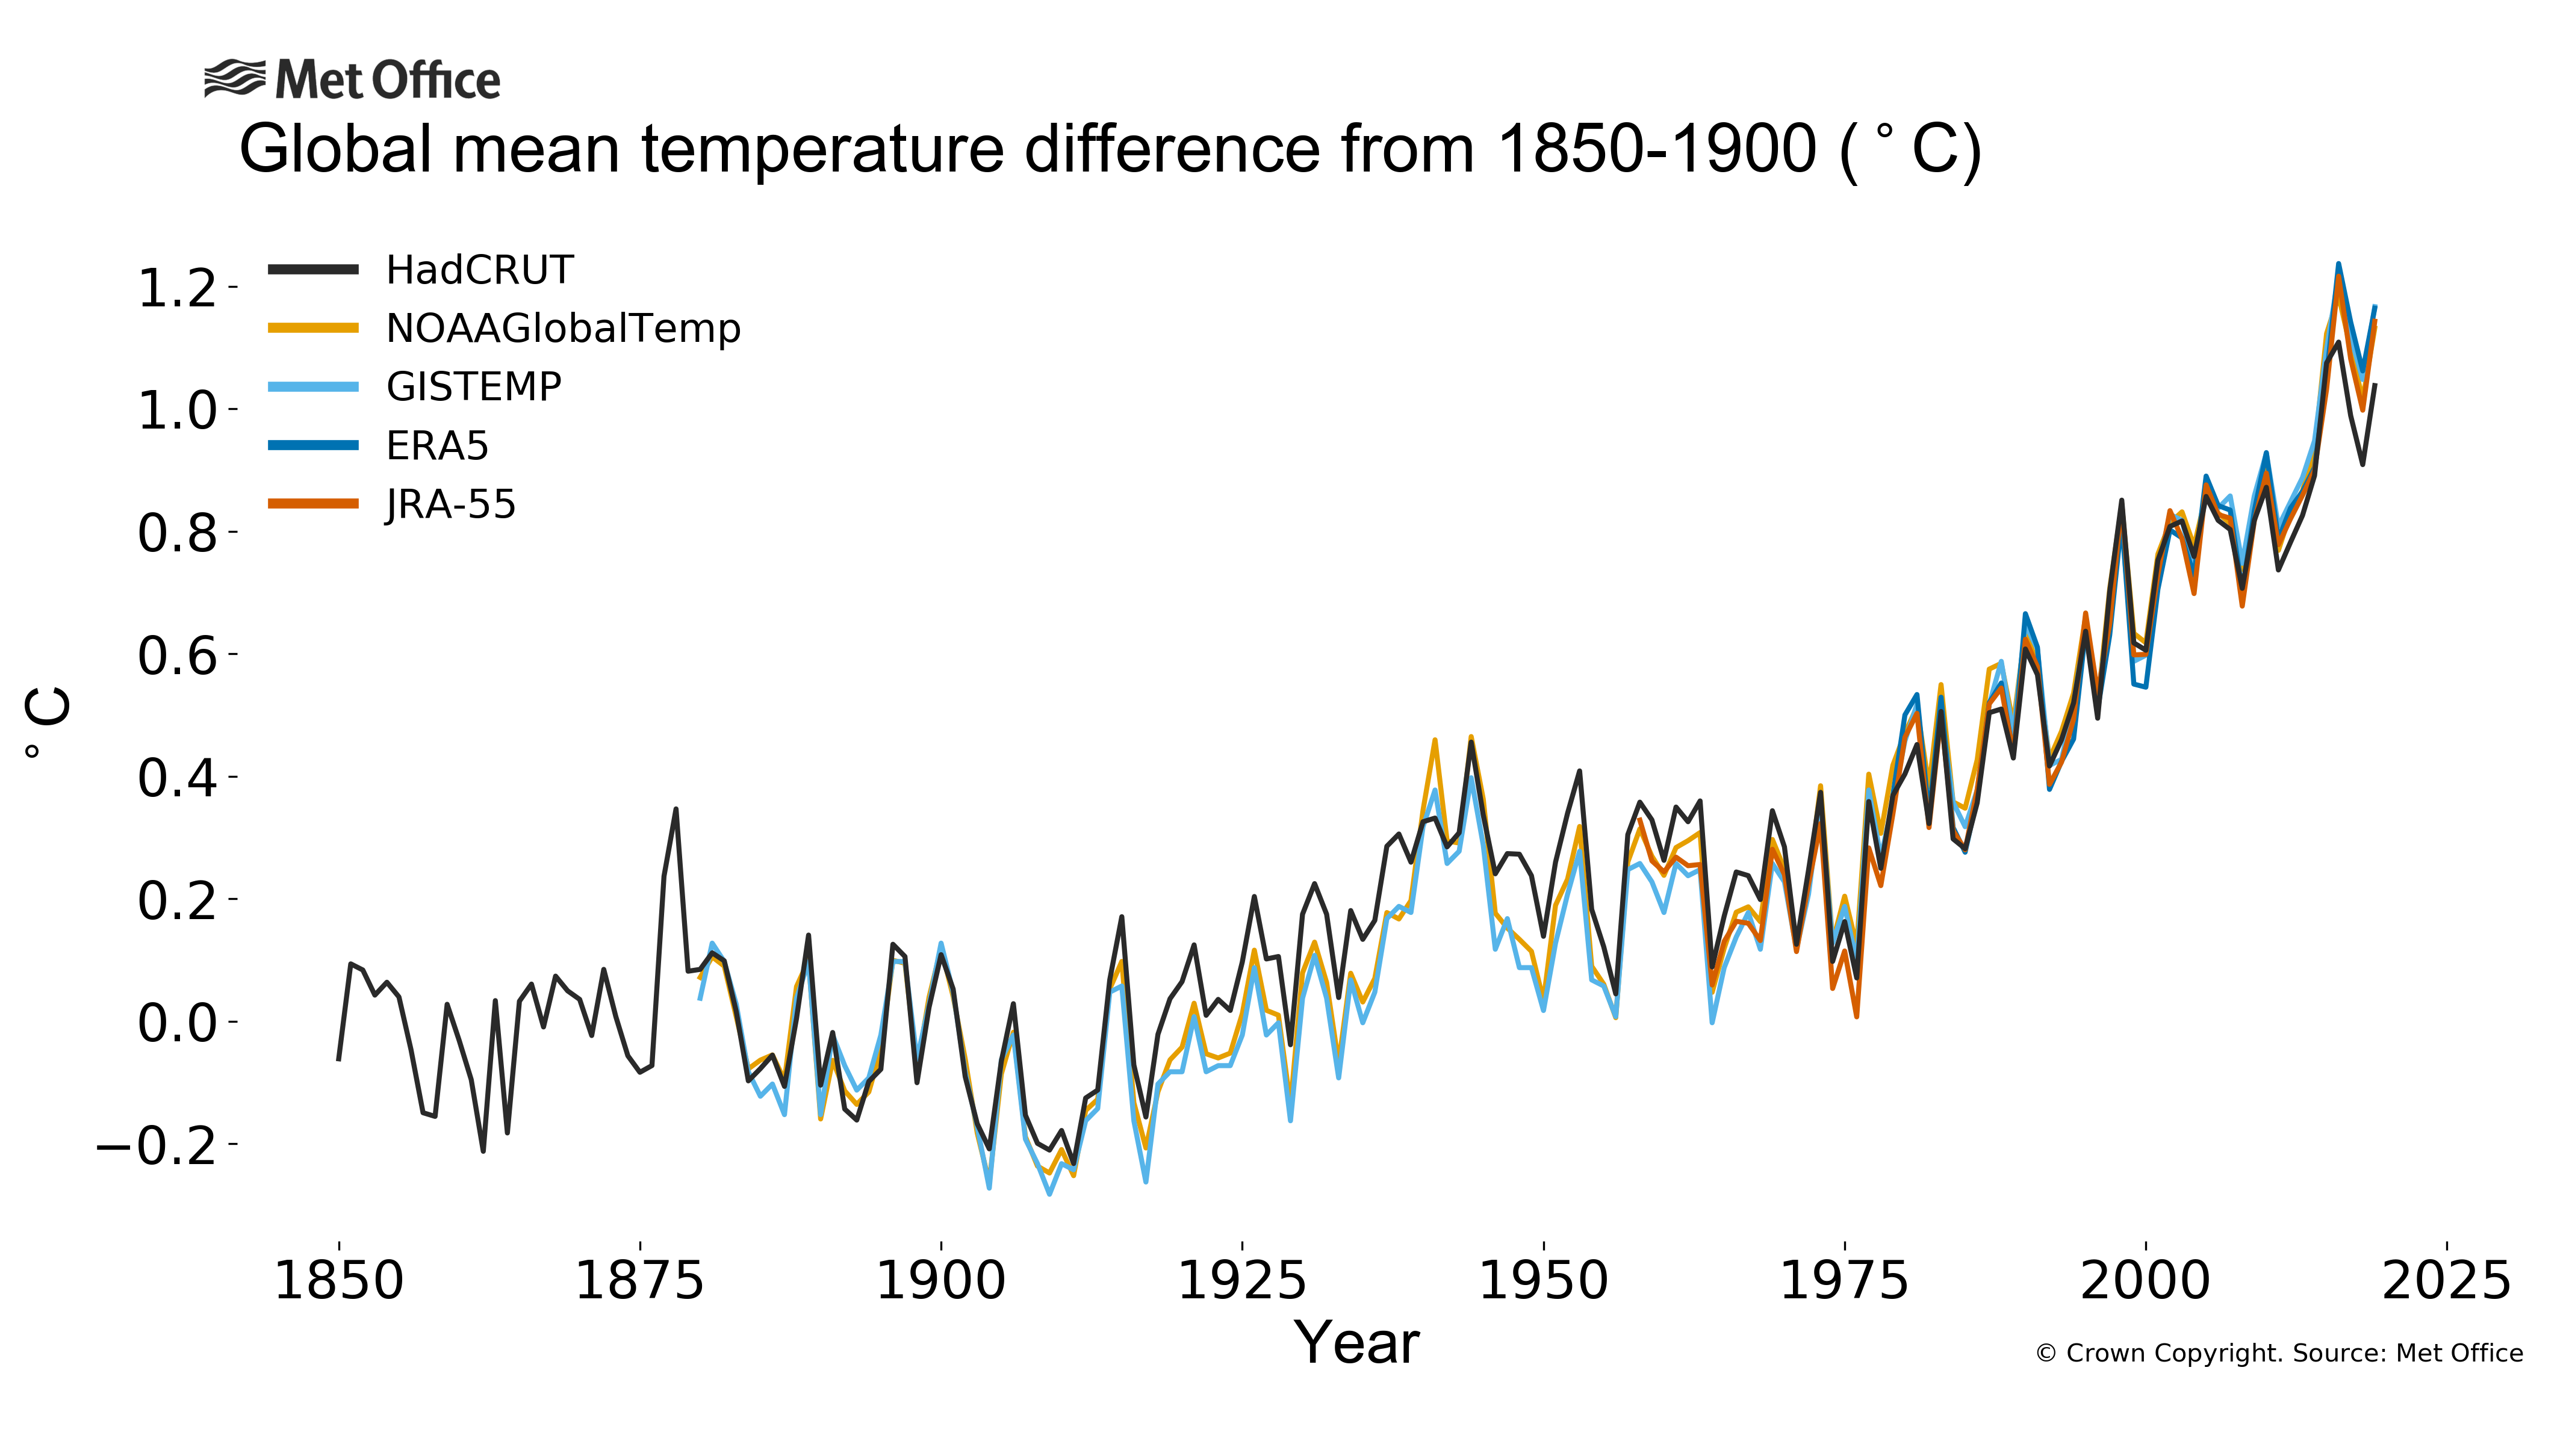 Met Office
Global mean temperature difference from 1850-1900 (°C)
HadCRUT
NOAAGlobalTemp
GISTEMP
ERA5
JRA-55
1.2
1.0
0.8
0.6
0.4
0.2
0.0
−0.2
°C
1850 1875 1900 1925 1950 1975 2000 2025
Year
© Crown Copyright. Source: Met Office